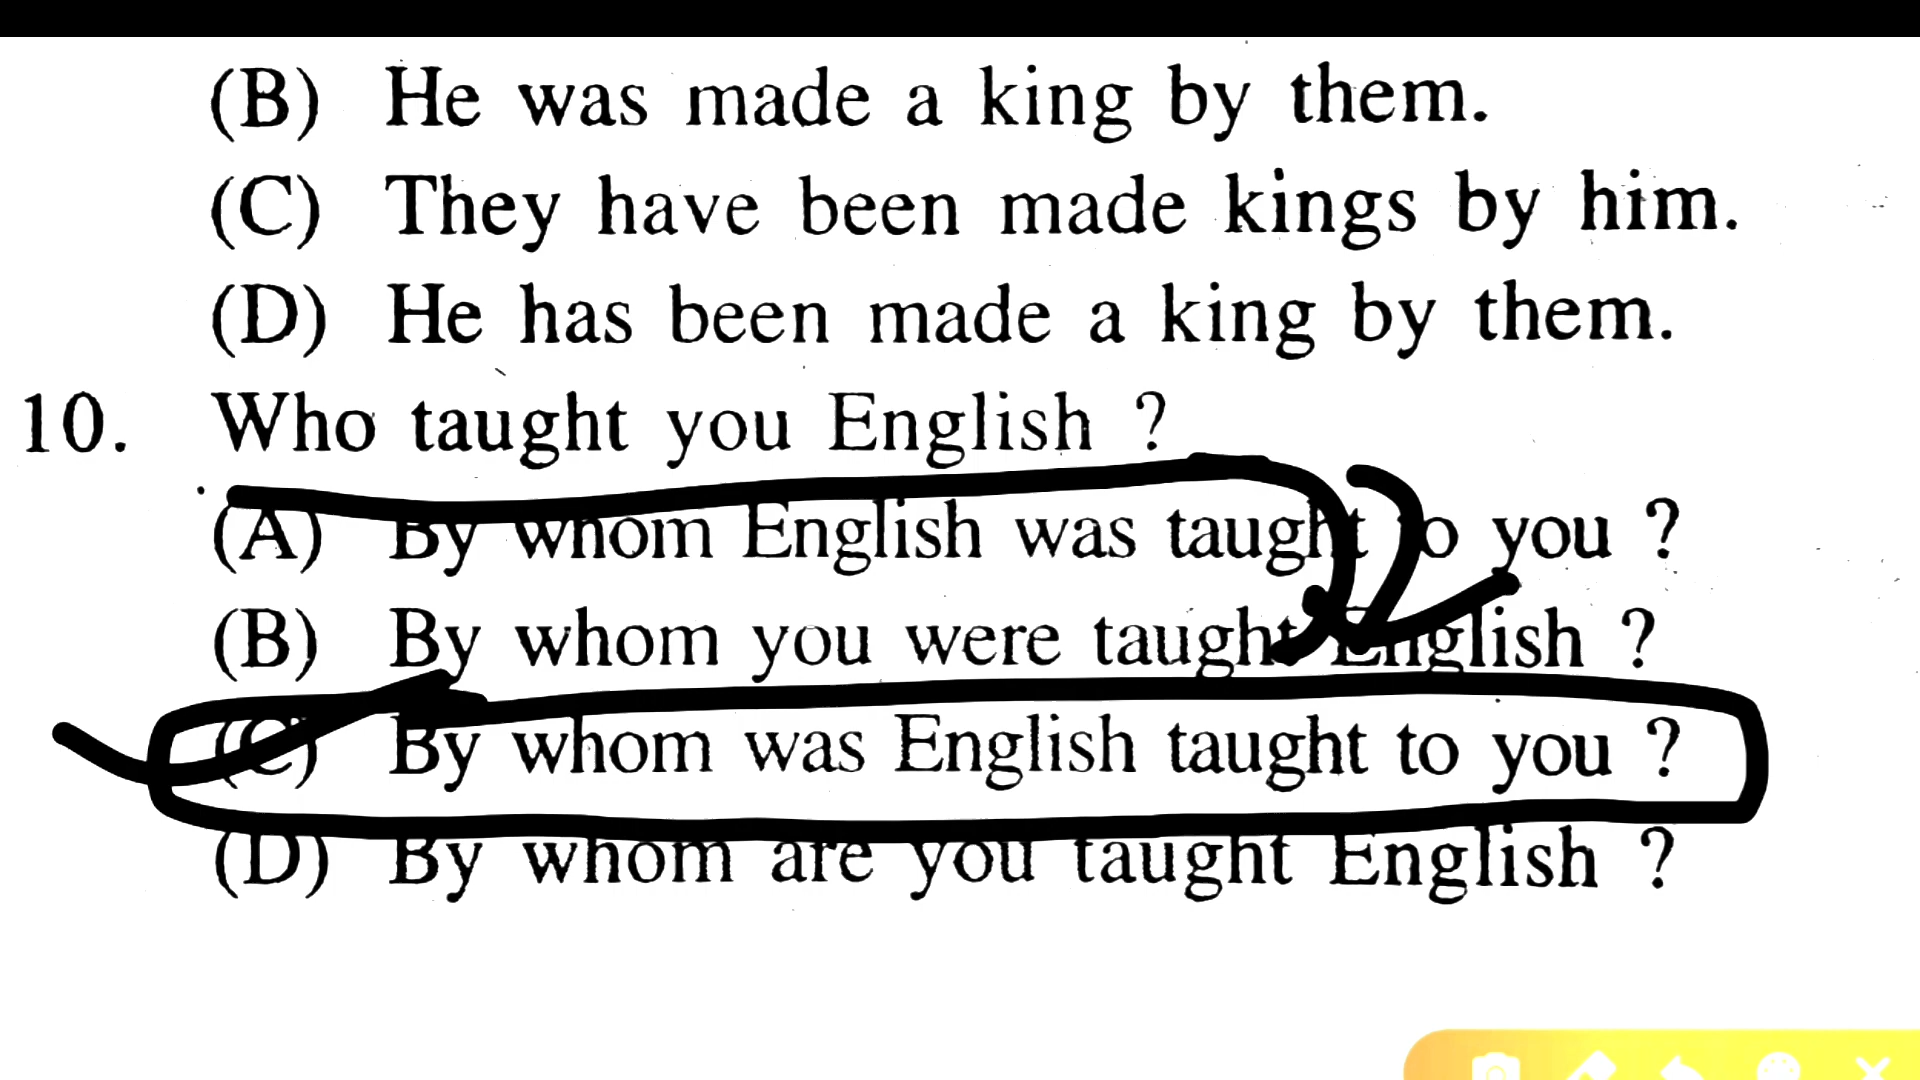 (B) He was made a king by them.
(C) They have been made kings by him.
(D) He has been made a king by them.
10. Who taught you English ?
(A) By whom English was taught to you ?
(B) By whom you were taught English ?
(C) By whom was English taught to you ?
(D) By whom are you taught English ?